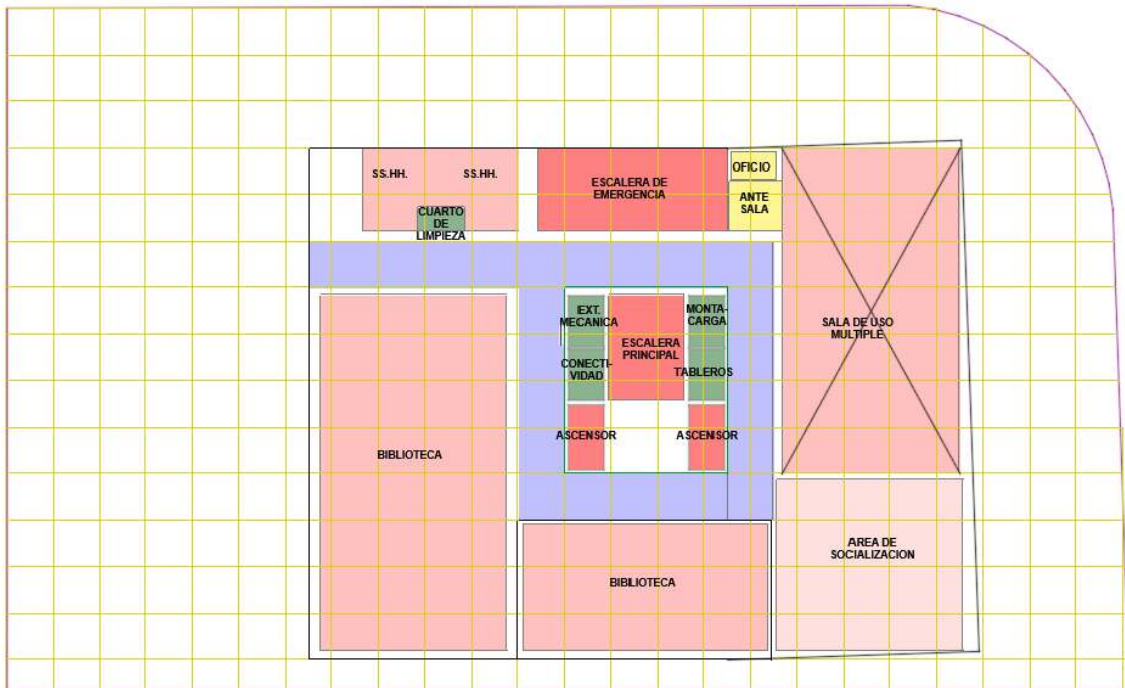 SS.HH.
SS.HH.
CUARTO
DE
LIMPIEZA
ESCALERA DE
EMERGENCIA
OFICIO
ANTE
SALA
EXT.
MECANICA
CONECTI-
VIDAD
ASCENSOR
ESCALERA
PRINCIPAL
MONTA-
CARGA
TABLEROS
ASCENSOR
SALA DE USO
MULTIPLE
BIBLIOTECA
BIBLIOTECA
AREA DE
SOCIALIZACION